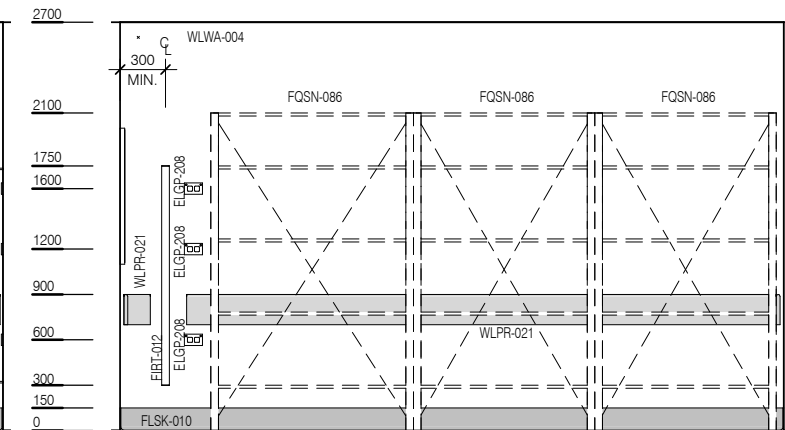 2700
C
L
WLWA-004
300
MIN.
FQSN-086
FQSN-086
FQSN-086
2100
1750
1600
ELGP-208
1200
WLPR-021
ELGP-208
900
600
FIRT-012
ELGP-208
WLPR-021
300
150
0
FLSK-010